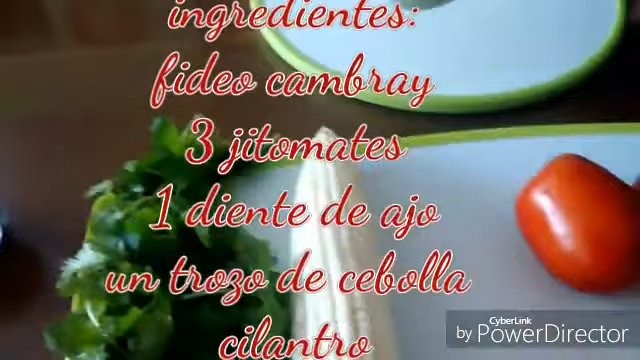 ingredientes:
fideo cambray
3 jitomates
1 diente de ajo
un trozo de cebolla
cilantro
CyberLink
by PowerDirector